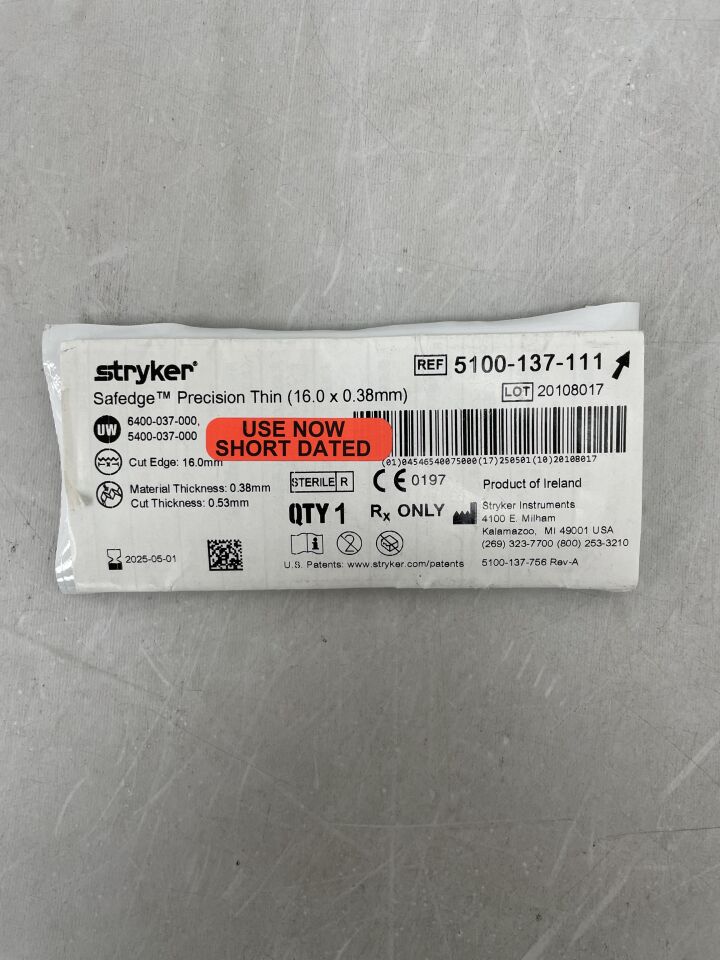 stryker®
REF 5100-137-111
Safedge™ Precision Thin (16.0 x 0.38mm)
LOT 20108017
UW 6400-037-000,
5400-037-000
USE NOW
SHORT DATED
(01)04546540075000(17)250501(10)20108017
Cut Edge: 16.0mm
STERILE R
CE 0197
Product of Ireland
Material Thickness: 0.38mm
Cut Thickness: 0.53mm
QTY 1
Rx ONLY
Stryker Instruments
4100 E. Milham
Kalamazoo, MI 49001 USA
(269) 323-7700 (800) 253-3210
2025-05-01
i
2
U.S. Patents: www.stryker.com/patents
5100-137-756 Rev-A